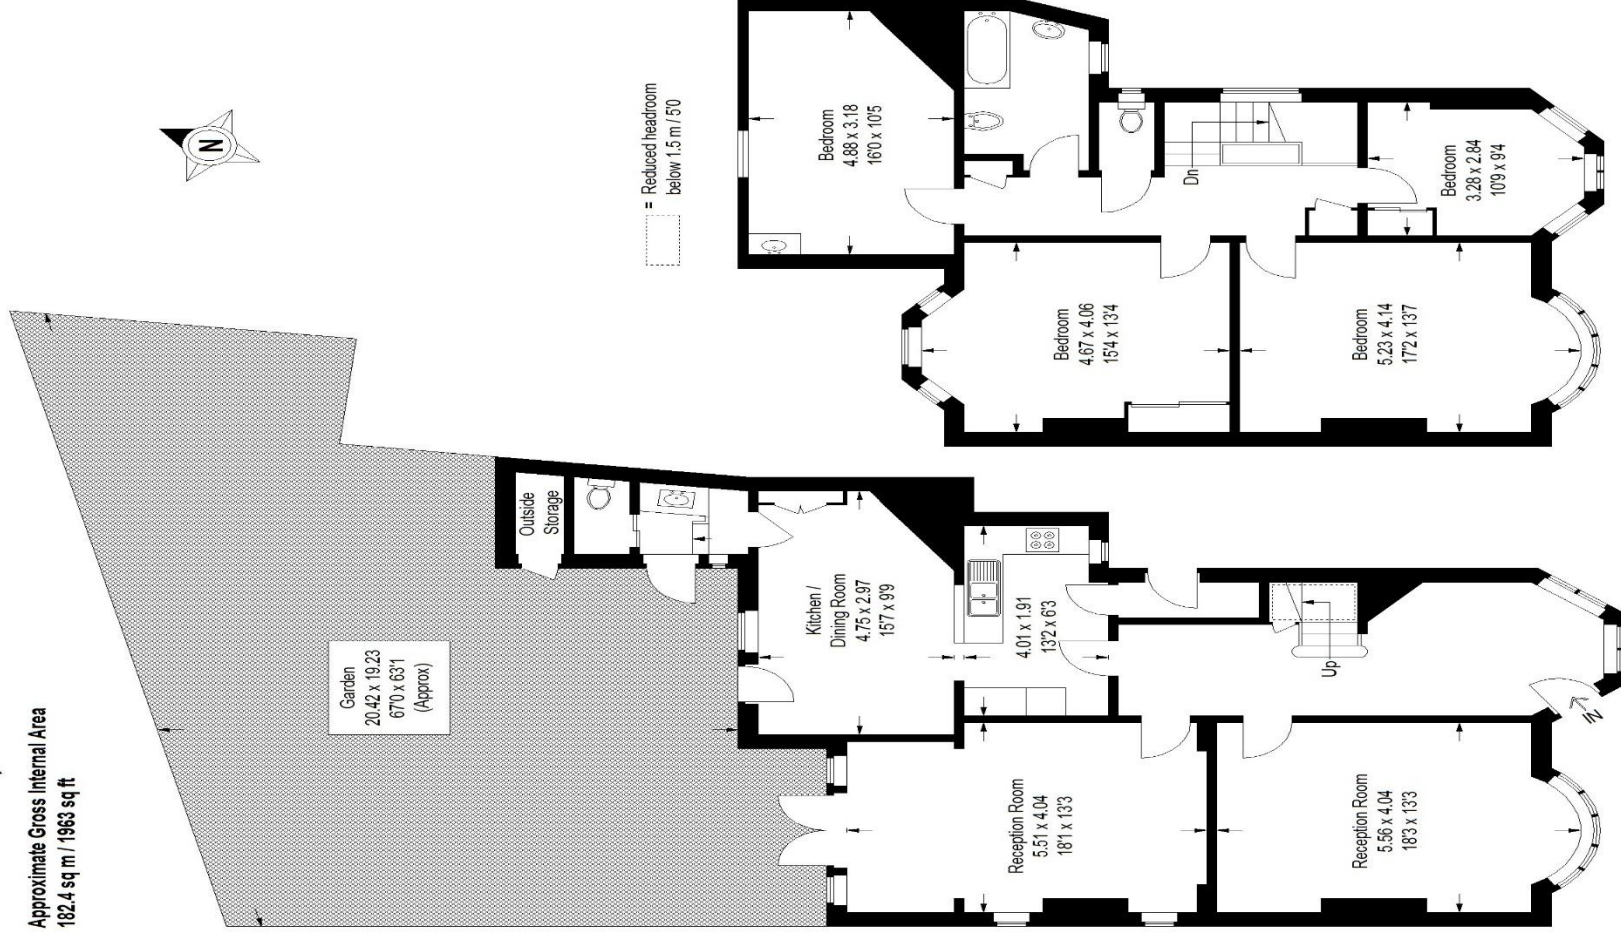 Approximate Gross Internal Area
182.4 sq m / 1963 sq ft
N
= Reduced headroom
below 1.5 m / 5'0
Garden
20.42 x 19.23
67'0 x 63'1
(Approx)
Outside
Storage
Kitchen /
Dining Room
4.75 x 2.97
15'7 x 9'9
4.01 x 1.91
13'2 x 6'3
Reception Room
5.51 x 4.04
18'1 x 13'3
Up
Reception Room
5.56 x 4.04
18'3 x 13'3
IN
Bedroom
4.88 x 3.18
16'0 x 10'5
Bedroom
4.67 x 4.06
15'4 x 13'4
Dn
Bedroom
5.23 x 4.14
17'2 x 13'7
Bedroom
3.28 x 2.84
10'9 x 9'4